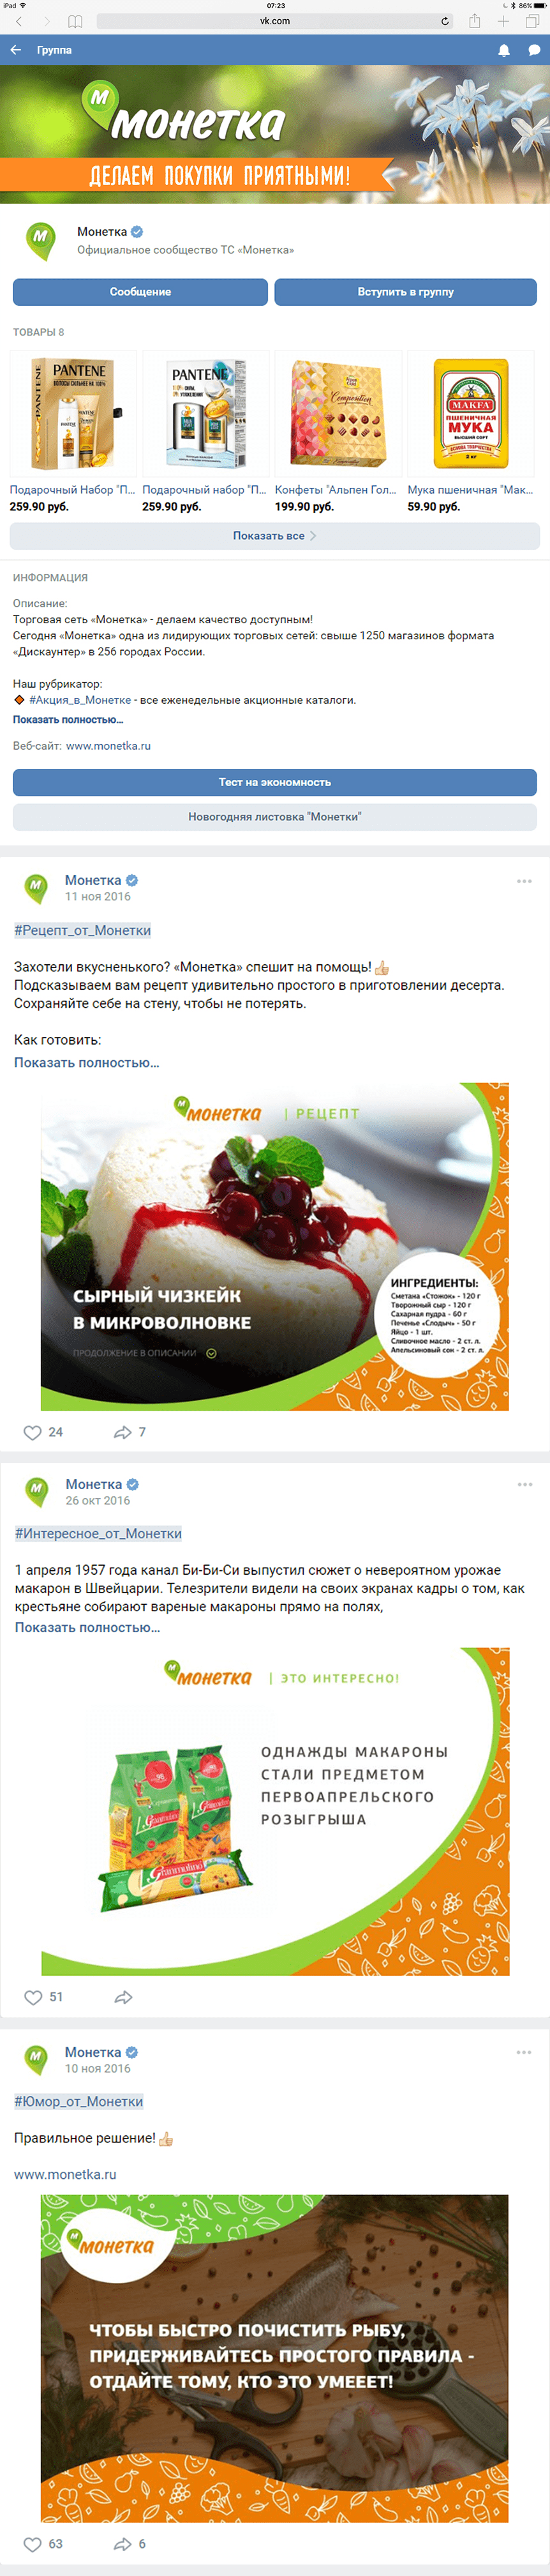 iPad
07:23
86%
vk.com
Группа
M
монетка
ДЕЛАЕМ ПОКУПКИ ПРИЯТНЫМИ!
M
Монетка
Официальное сообщество ТС «Монетка»
Сообщение
Вступить в группу
ТОВАРЫ 8
PANTENE
PANTENE
PANTENE
MAKFA
ПШЕНИЧНАЯ
МУКА
ВЫСШИЙ СОРТ
2 кг
Подарочный Набор "П...
Подарочный набор "П...
Конфеты "Альпен Гол...
Мука пшеничная "Мак...
259.90 руб.
259.90 руб.
199.90 руб.
59.90 руб.
Показать все
ИНФОРМАЦИЯ
Описание:
Торговая сеть «Монетка» - делаем качество доступным!
Сегодня «Монетка» одна из лидирующих торговых сетей: свыше 1250 магазинов формата
«Дискаунтер» в 256 городах России.
Наш рубрикатор:
#Акция_в_Монетке - все еженедельные акционные каталоги.
Показать полностью...
Веб-сайт: www.monetka.ru
Тест на экономность
Новогодняя листовка "Монетки"
M
Монетка
11 ноя 2016
#Рецепт_от_Монетки
Захотели вкусненького? «Монетка» спешит на помощь!
Подсказываем вам рецепт удивительно простого в приготовлении десерта.
Сохраняйте себе на стену, чтобы не потерять.
Как готовить:
Показать полностью...
M
монетка | РЕЦЕПТ
СЫРНЫЙ ЧИЗКЕЙК
В МИКРОВОЛНОВКЕ
ПРОДОЛЖЕНИЕ В ОПИСАНИИ
ИНГРЕДИЕНТЫ:
Сметана «Стожок» - 120 г
Творожный сыр - 120 г
Сахарная пудра - 60 г
Печенье «Слодыч» - 50 г
Яйцо - 1 шт.
Сливочное масло - 2 ст. л.
Апельсиновый сок - 2 ст. л.
24
7
M
Монетка
26 окт 2016
#Интересное_от_Монетки
1 апреля 1957 года канал Би-Би-Си выпустил сюжет о невероятном урожае
макарон в Швейцарии. Телезрители видели на своих экранах кадры о том, как
крестьяне собирают вареные макароны прямо на полях,
Показать полностью...
M
монетка | ЭТО ИНТЕРЕСНО!
ОДНАЖДЫ МАКАРОНЫ
СТАЛИ ПРЕДМЕТОМ
ПЕРВОАПРЕЛЬСКОГО
РОЗЫГРЫША
51
M
Монетка
10 ноя 2016
#Юмор_от_Монетки
Правильное решение!
www.monetka.ru
M
монетка
ЧТОБЫ БЫСТРО ПОЧИСТИТЬ РЫБУ,
ПРИДЕРЖИВАЙТЕСЬ ПРОСТОГО ПРАВИЛА -
ОТДАЙТЕ ТОМУ, КТО ЭТО УМЕЕЕТ!
63
6